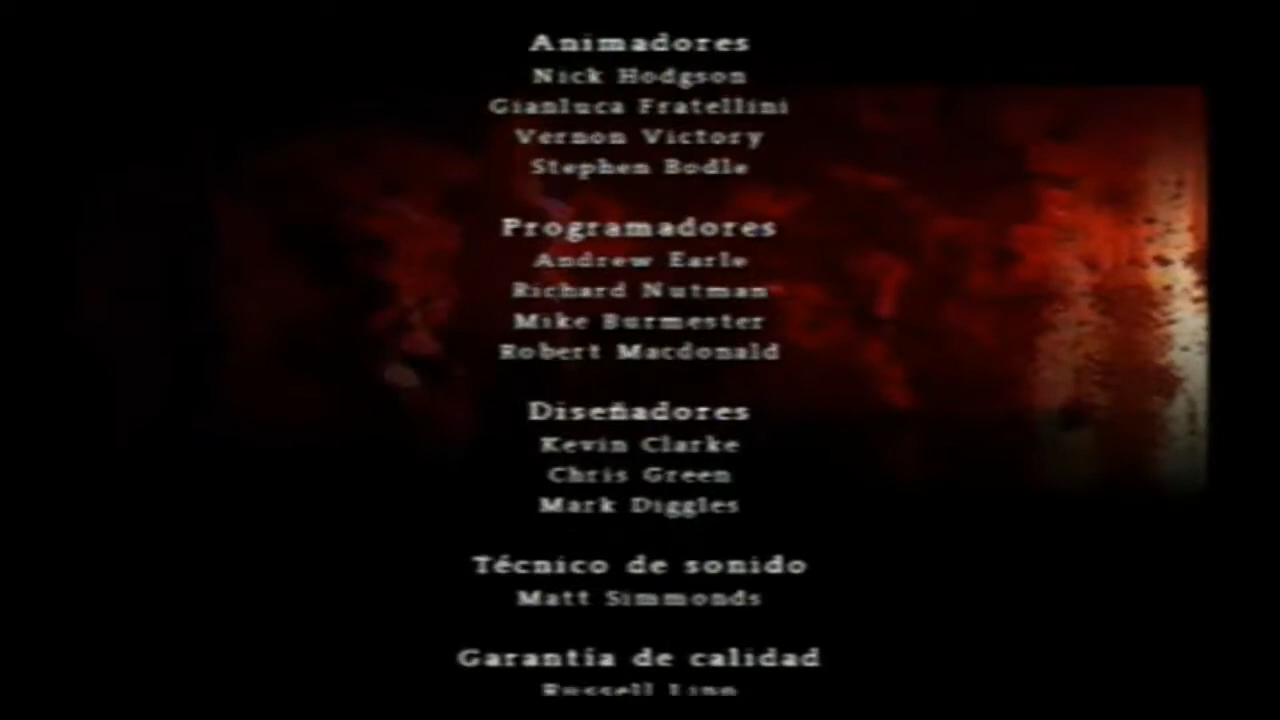 Animadores
Nick Hodgson
Gianluca Fratellini
Vernon Victory
Stephen Bodle
Programadores
Andrew Earle
Richard Nutman
Mike Burmester
Robert Macdonald
Diseñadores
Kevin Clarke
Chris Green
Mark Diggles
Técnico de sonido
Matt Simmonds
Garantía de calidad
Russell